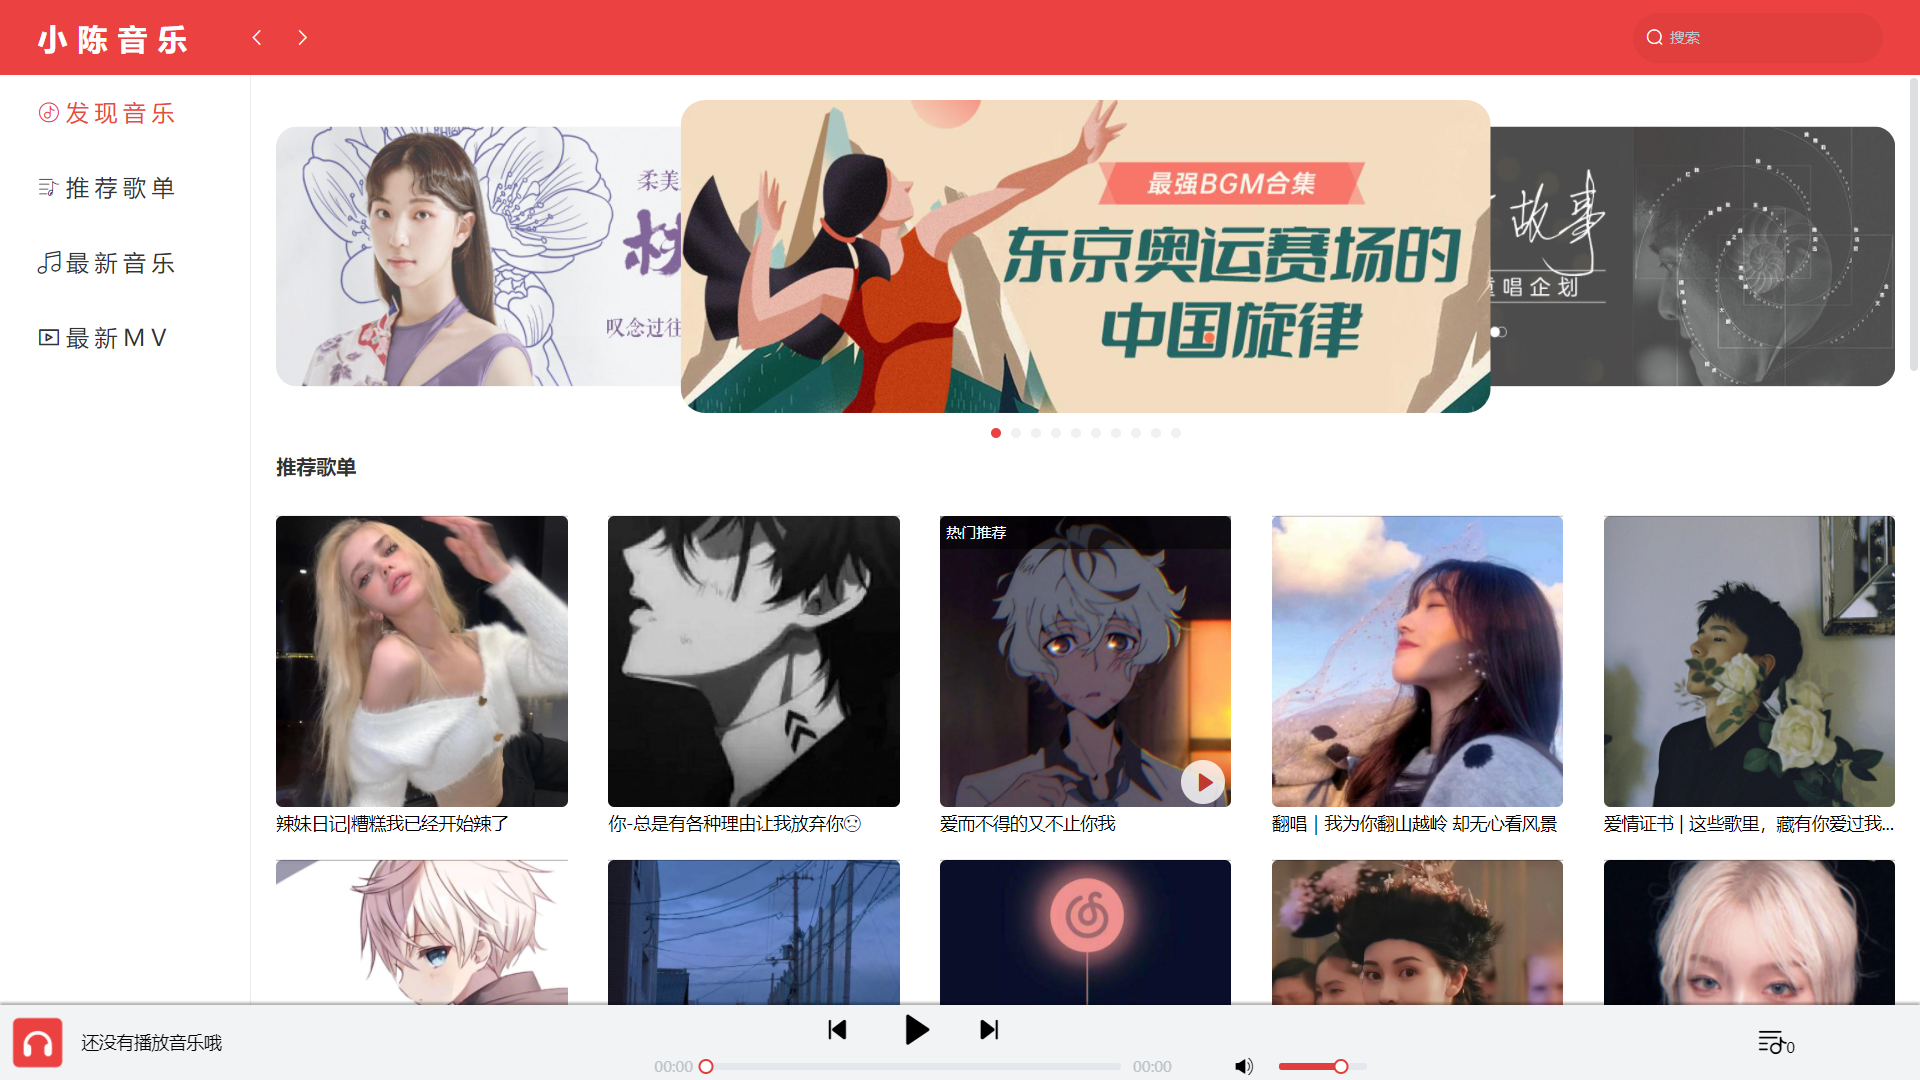 小陈音乐
搜索
发现音乐
推荐歌单
最新音乐
最新MV
柔美
桃
叹念过往
最强BGM合集
东京奥运赛场的
中国旋律
故事
重唱企划
推荐歌单
热门推荐
辣妹日记|糟糕我已经开始辣了
你-总是有各种理由让我放弃你☹
爱而不得的又不止你我
翻唱｜我为你翻山越岭 却无心看风景
爱情证书 | 这些歌里，藏有你爱过我...
还没有播放音乐哦
00:00
00:00
0